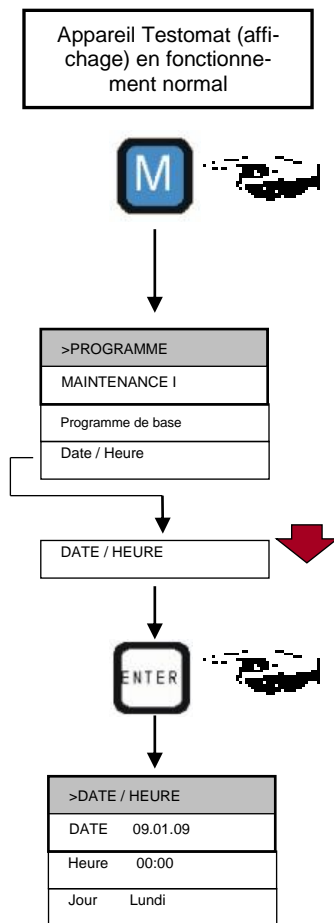 Appareil Testomat (affi-
chage) en fonctionne-
ment normal
M
>PROGRAMME
MAINTENANCE I
Programme de base
Date / Heure
DATE / HEURE
ENTER
>DATE / HEURE
DATE 09.01.09
Heure 00:00
Jour Lundi